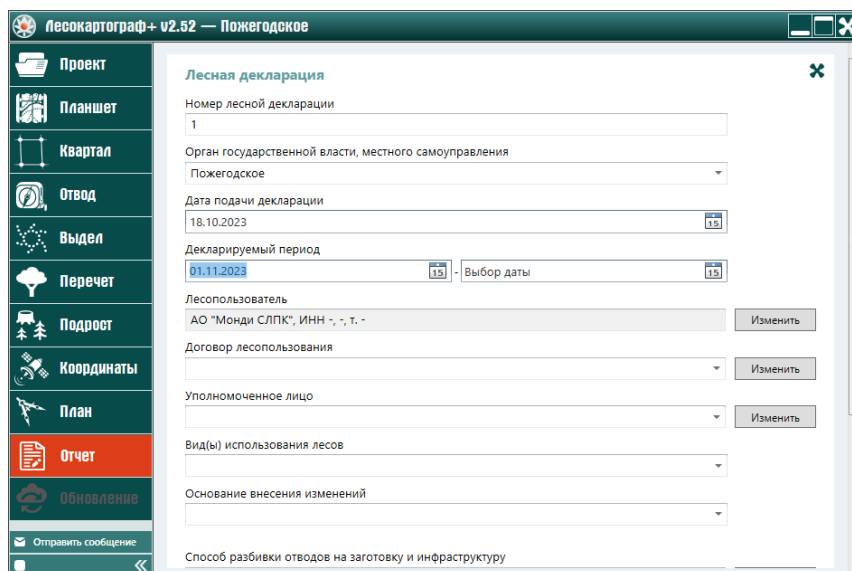 Лесокартограф+ v2.52 — Пожегодское
Проект
Планшет
Квартал
Отвод
Выдел
Перечет
Подрост
Координаты
План
Отчет
Обновление
Отправить сообщение
Лесная декларация
Номер лесной декларации
1
Орган государственной власти, местного самоуправления
Пожегодское
Дата подачи декларации
18.10.2023 15
Декларируемый период
01.11.2023 15 - Выбор даты 15
Лесопользователь
АО "Монди СЛПК", ИНН -, -, т. - Изменить
Договор лесопользования
Изменить
Уполномоченное лицо
Изменить
Вид(ы) использования лесов
Основание внесения изменений
Способ разбивки отводов на заготовку и инфраструктуру